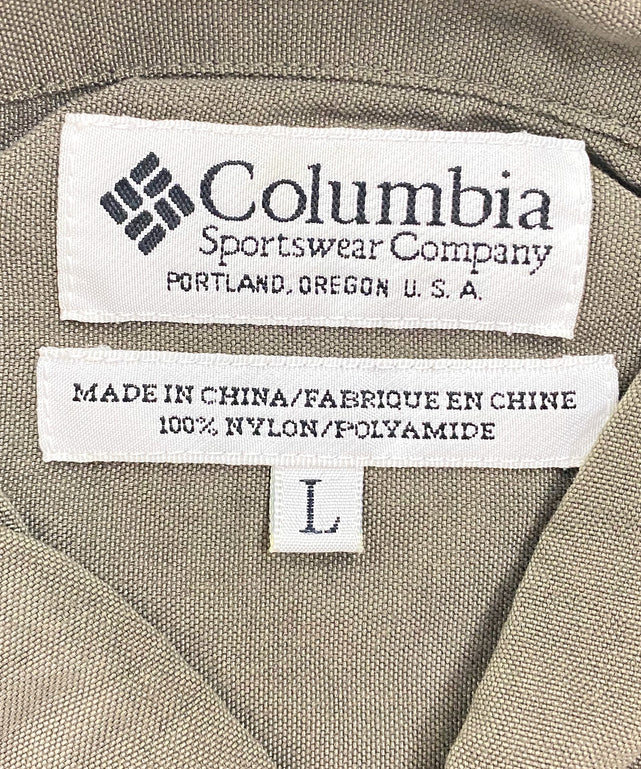 Columbia
Sportswear Company
PORTLAND, OREGON U. S. A.
MADE IN CHINA/FABRIQUE EN CHINE
100% NYLON/POLYAMIDE
L